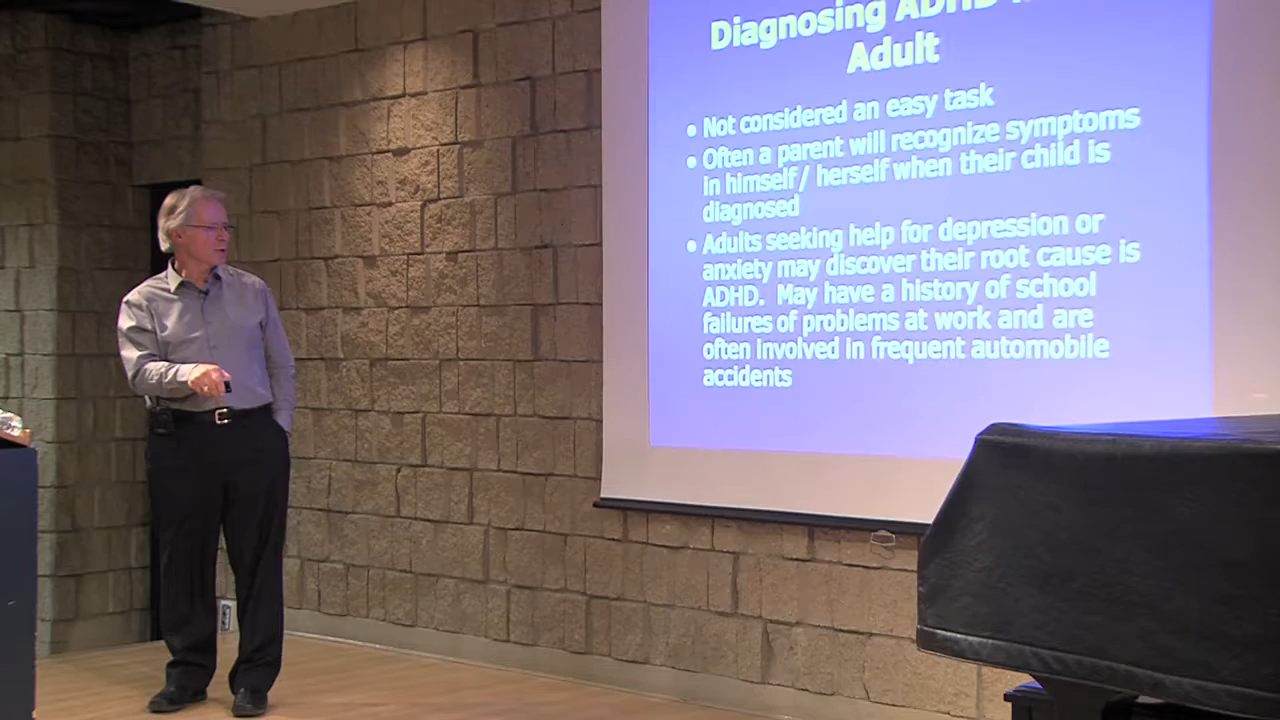 Diagnosing ADHD
Adult
• Not considered an easy task
• Often a parent will recognize symptoms
in himself/ herself when their child is
diagnosed
• Adults seeking help for depression or
anxiety may discover their root cause is
ADHD. May have a history of school
failures of problems at work and are
often involved in frequent automobile
accidents